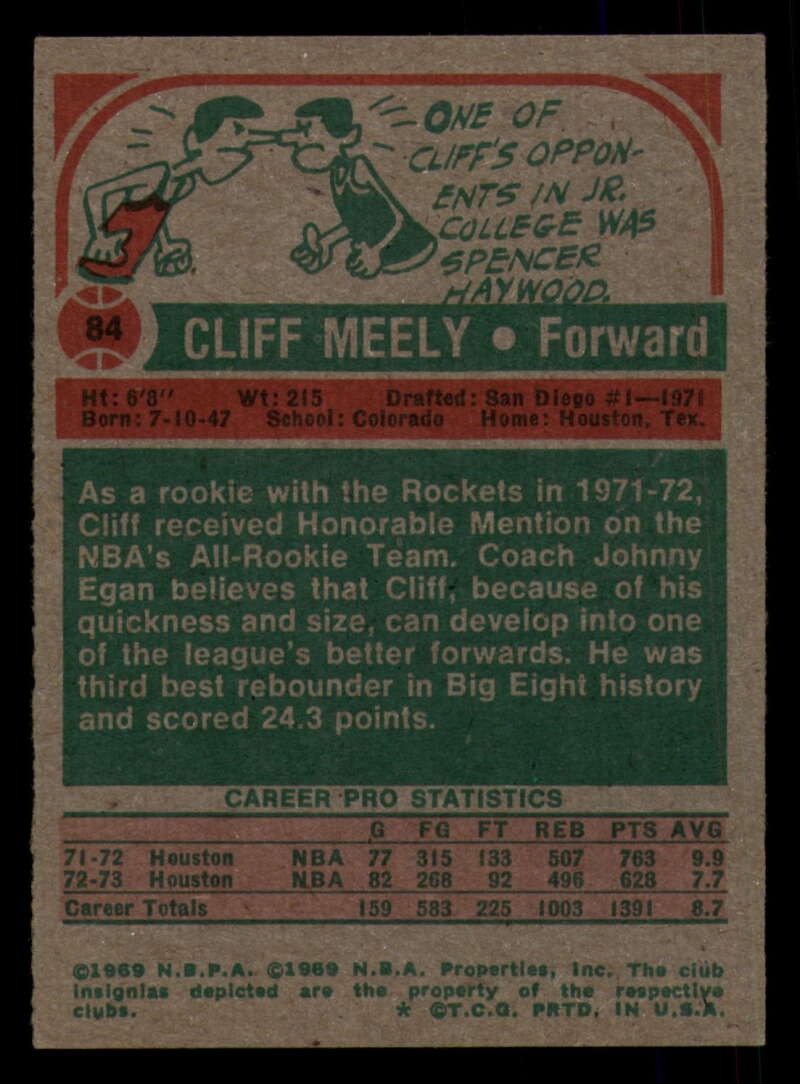 ONE OF
CLIFF'S OPPON-
ENTS IN JR.
COLLEGE WAS
SPENCER
HAYWOOD.
84
CLIFF MEELY • Forward
Ht: 6'8" Wt: 215 Drafted: San Diego #1—1971
Born: 7-10-47 School: Colorado Home: Houston, Tex.
As a rookie with the Rockets in 1971-72,
Cliff received Honorable Mention on the
NBA's All-Rookie Team. Coach Johnny
Egan believes that Cliff, because of his
quickness and size, can develop into one
of the league's better forwards. He was
third best rebounder in Big Eight history
and scored 24.3 points.
CAREER PRO STATISTICS
G FG FT REB PTS AVG
71-72 Houston NBA 77 315 133 507 763 9.9
72-73 Houston NBA 82 268 92 496 628 7.7
Career Totals 159 583 225 1003 1391 8.7
©1969 N.B.P.A. ©1969 N.B.A. Properties, Inc. The club
insignias depicted are the property of the respective
clubs. * ©T.C.G. PRTD. IN U.S.A.